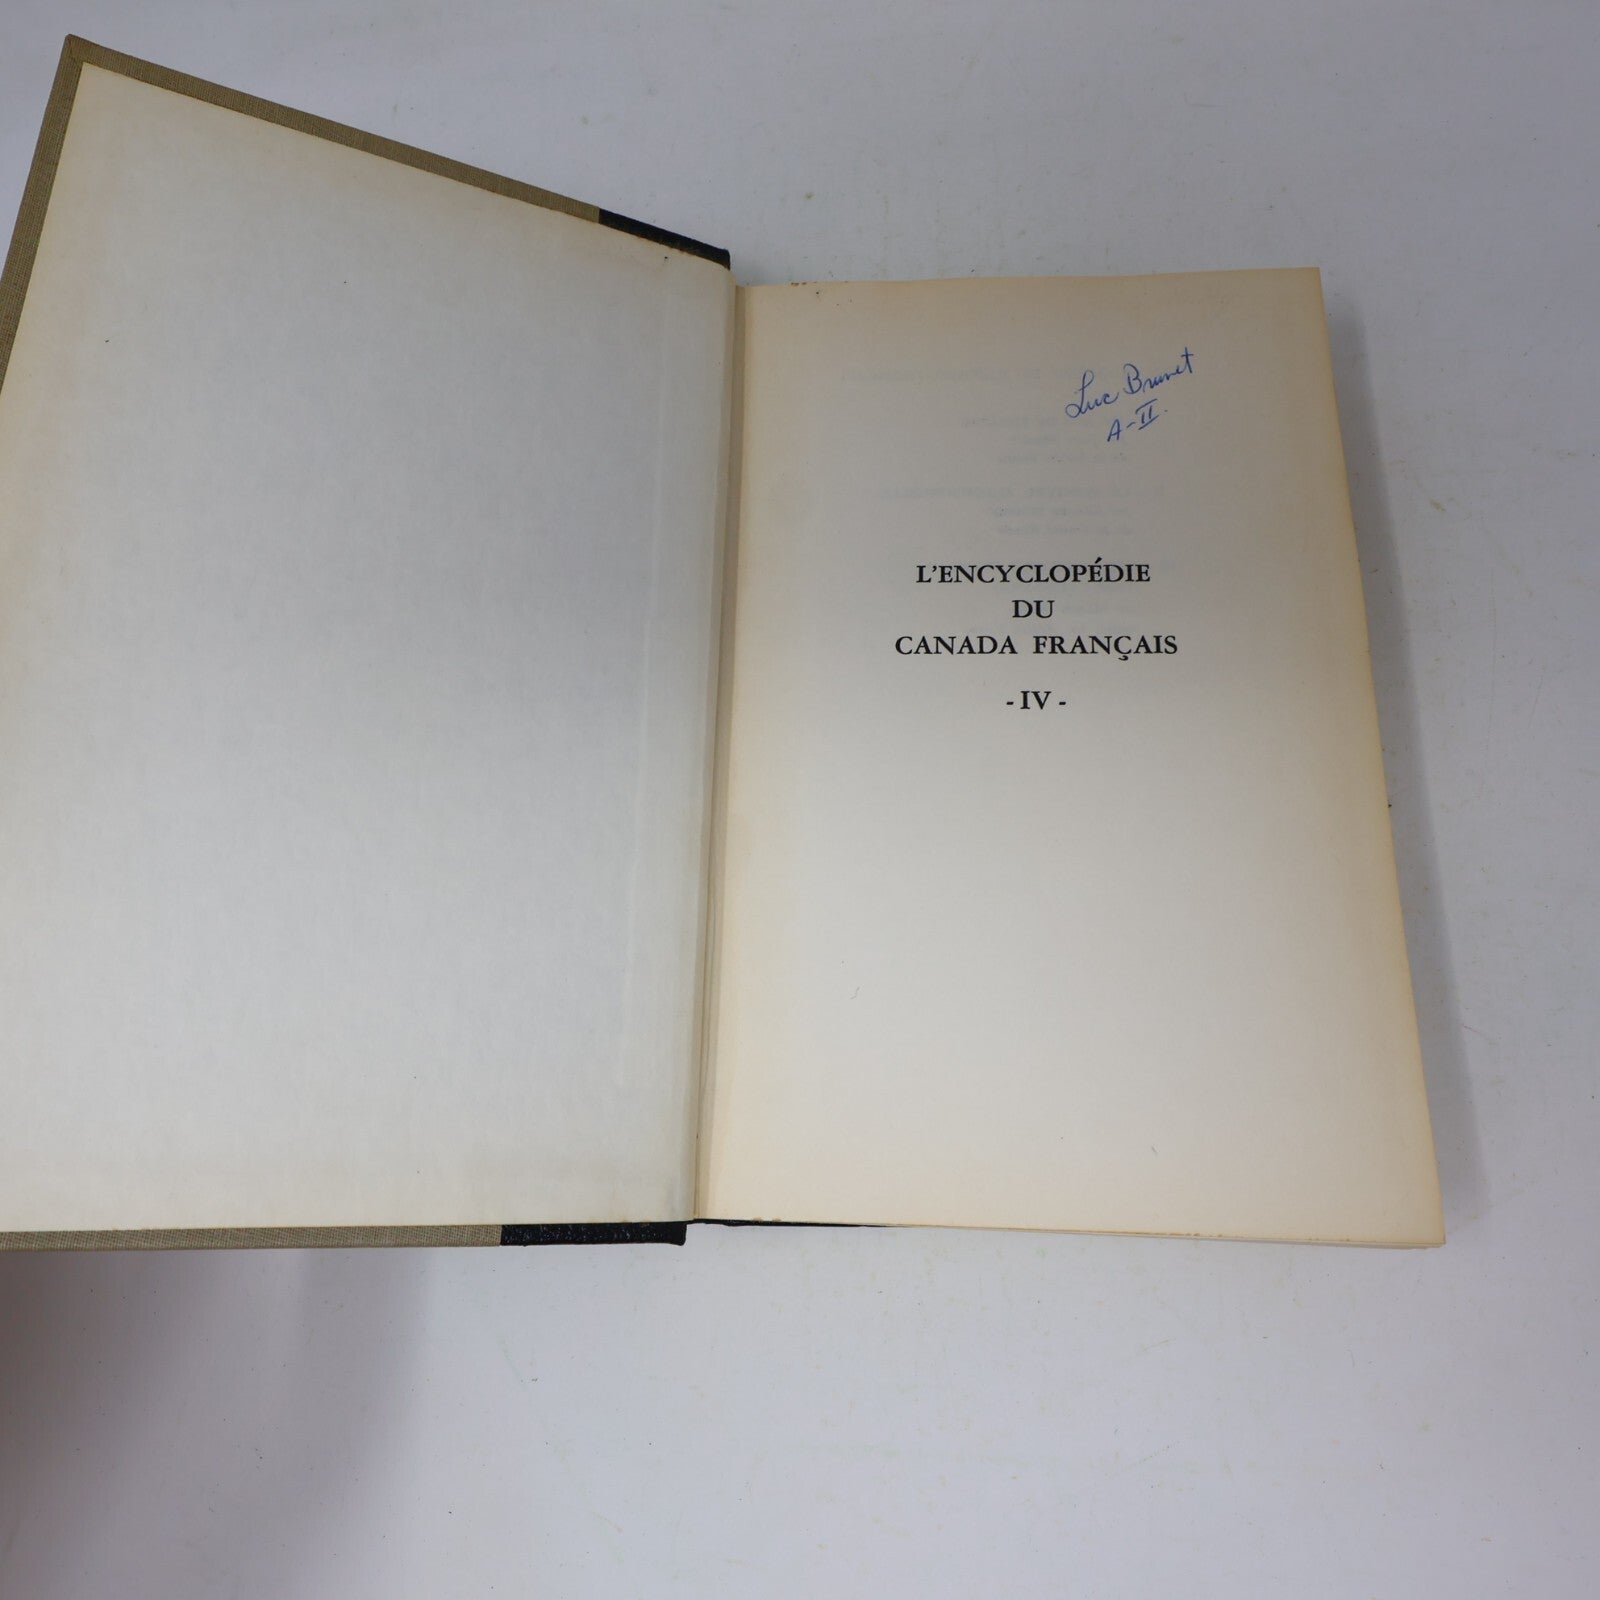 Luc Brunet
A-II.
L'ENCYCLOPÉDIE
DU
CANADA FRANÇAIS
- IV -